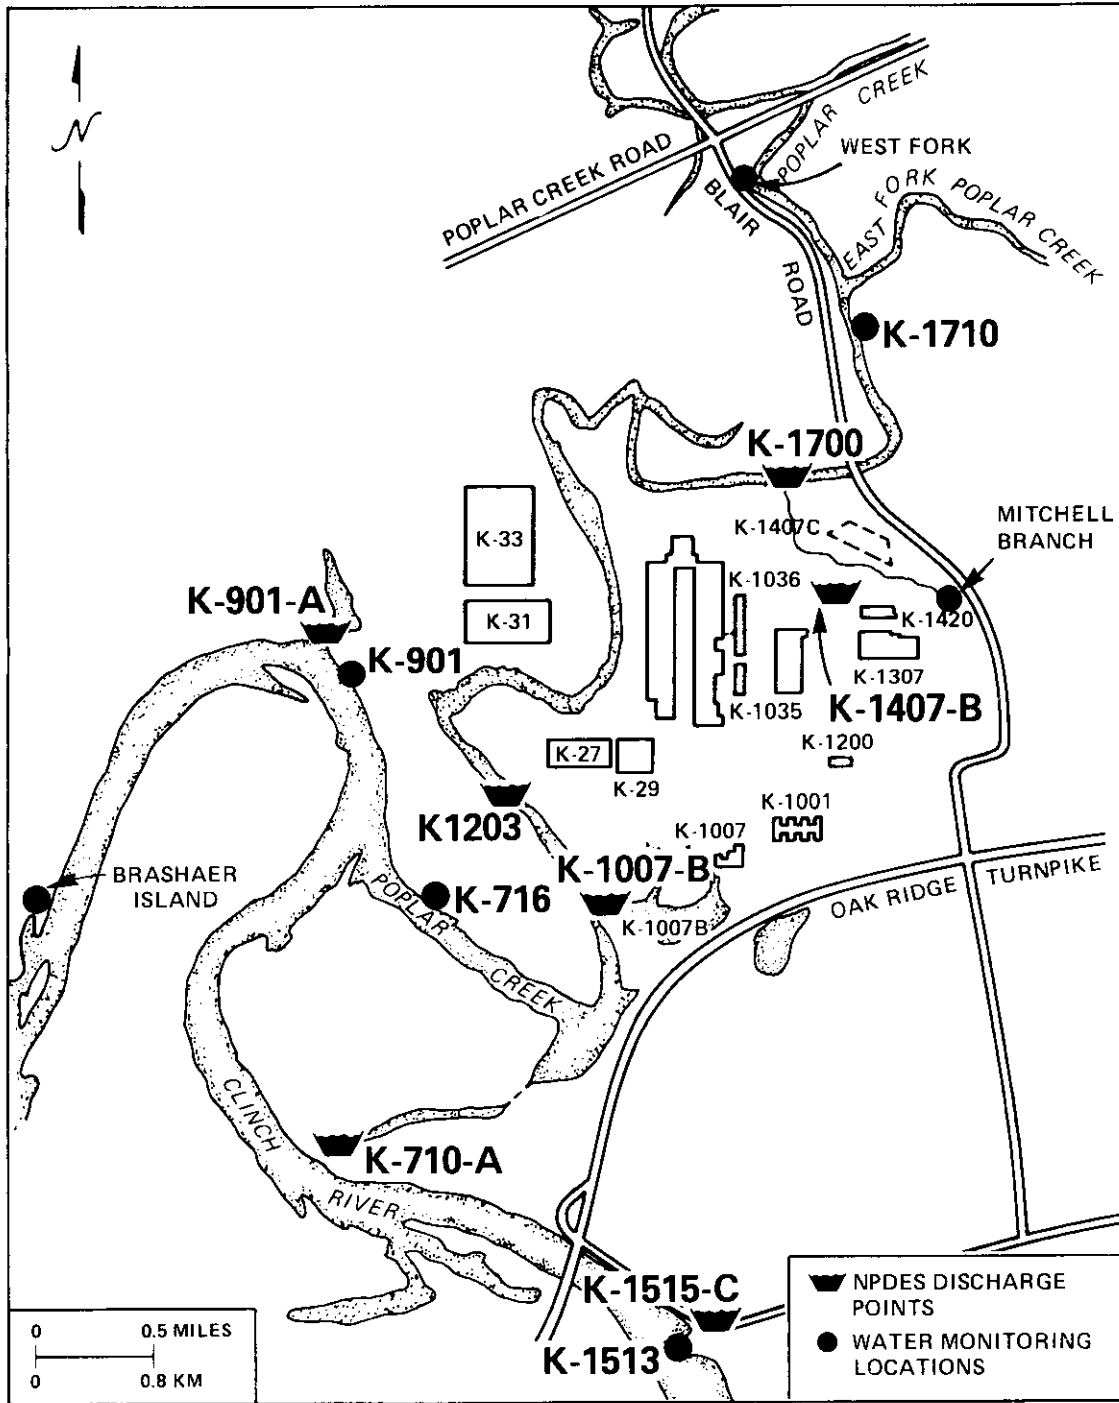 N
POPLAR CREEK ROAD
POPLAR CREEK
WEST FORK
BLAIR
ROAD
EAST FORK POPLAR CREEK
K-1710
K-1700
K-1407C
MITCHELL
BRANCH
K-33
K-31
K-1036
K-1420
K-901-A
K-901
K-1307
K-1035
K-1407-B
K-27
K-29
K-1200
K1203
K-1001
K-1007
K-1007-B
BRASHAER
ISLAND
POPLAR
CREEK
K-716
K-1007B
OAK RIDGE TURNPIKE
CLINCH
RIVER
K-710-A
K-1515-C
K-1513
0 0.5 MILES
0 0.8 KM
NPDES DISCHARGE
POINTS
WATER MONITORING
LOCATIONS